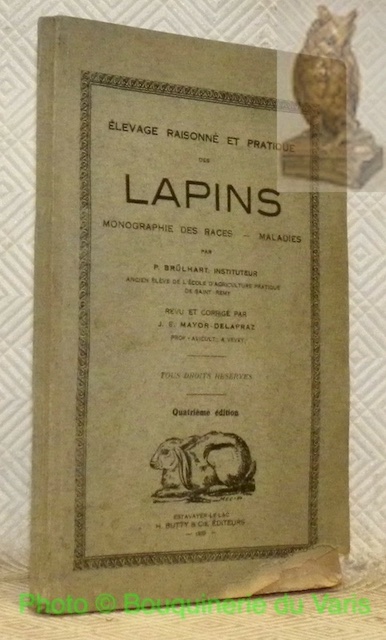 ÉLEVAGE RAISONNÉ ET PRATIQUE
DES
LAPINS
MONOGRAPHIE DES RACES — MALADIES
PAR
P. BRÜLHART, INSTITUTEUR
ANCIEN ÉLÈVE DE L'ÉCOLE D'AGRICULTURE PRATIQUE
DE SAINT-REMY
REVU ET CORRIGÉ PAR
J. E. MAYOR-DELAPRAZ
TOUS DROITS RÉSERVÉS
Quatrième édition
ESTAVAYER-LE-LAC
H. BUTTY & Cie, ÉDITEURS
Photo © Bouquinerie du Varis